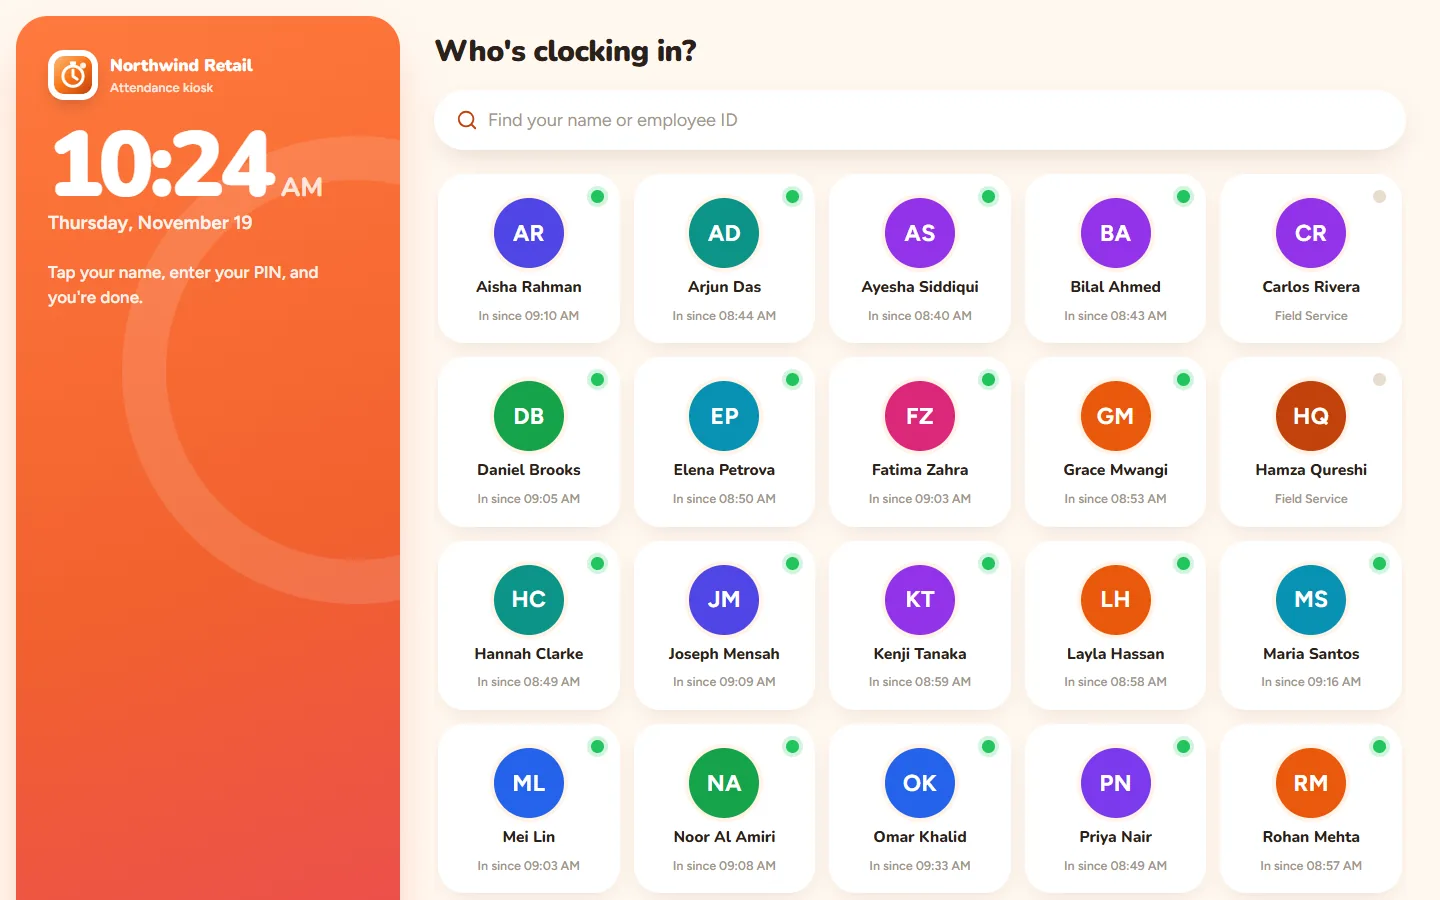 Northwind Retail
Attendance kiosk
10:24 AM
Thursday, November 19
Tap your name, enter your PIN, and
you're done.
Who's clocking in?
Find your name or employee ID
AR
Aisha Rahman
In since 09:10 AM
AD
Arjun Das
In since 08:44 AM
AS
Ayesha Siddiqui
In since 08:40 AM
BA
Bilal Ahmed
In since 08:43 AM
CR
Carlos Rivera
Field Service
DB
Daniel Brooks
In since 09:05 AM
EP
Elena Petrova
In since 08:50 AM
FZ
Fatima Zahra
In since 09:03 AM
GM
Grace Mwangi
In since 08:53 AM
HQ
Hamza Qureshi
Field Service
HC
Hannah Clarke
In since 08:49 AM
JM
Joseph Mensah
In since 09:09 AM
KT
Kenji Tanaka
In since 08:59 AM
LH
Layla Hassan
In since 08:58 AM
MS
Maria Santos
In since 09:16 AM
ML
Mei Lin
In since 09:03 AM
NA
Noor Al Amiri
In since 09:08 AM
OK
Omar Khalid
In since 09:33 AM
PN
Priya Nair
In since 08:49 AM
RM
Rohan Mehta
In since 08:57 AM